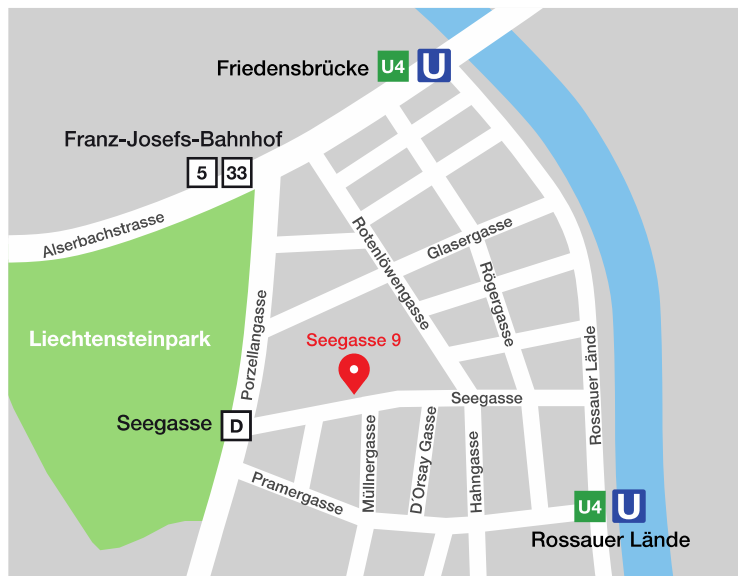 Friedensbrücke U4 U
Franz-Josefs-Bahnhof
5 33
Alserbachstrasse
Rotenlöwengasse
Glasergasse
Rögergasse
Porzellangasse
Liechtensteinpark
Seegasse 9
Rossauer Lände
Seegasse
Seegasse D
Müllnergasse
D'Orsay Gasse
Hahngasse
Pramergasse
U4 U
Rossauer Lände